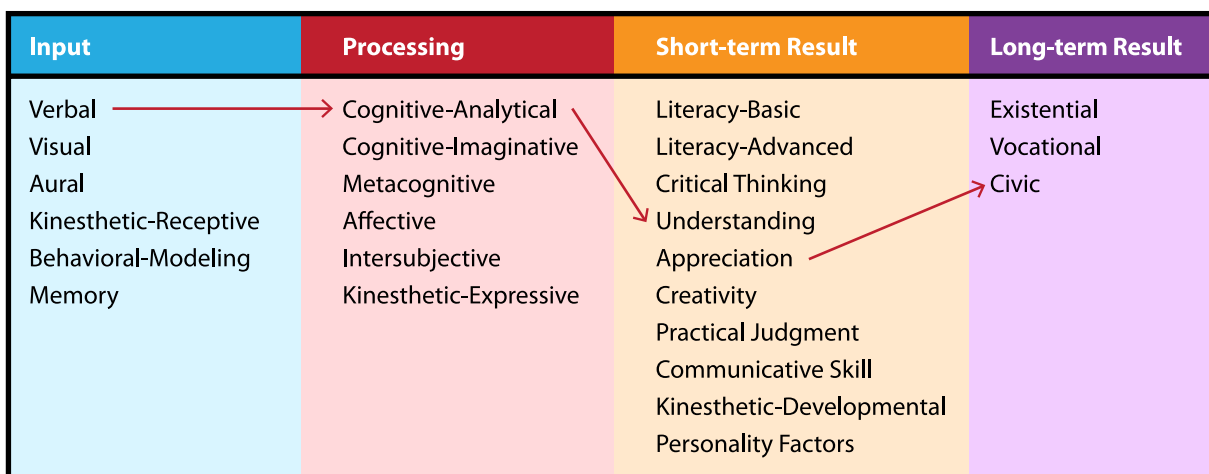 Input
Verbal
Visual
Aural
Kinesthetic-Receptive
Behavioral-Modeling
Memory
Processing
Cognitive-Analytical
Cognitive-Imaginative
Metacognitive
Affective
Intersubjective
Kinesthetic-Expressive
Short-term Result
Literacy-Basic
Literacy-Advanced
Critical Thinking
Understanding
Appreciation
Creativity
Practical Judgment
Communicative Skill
Kinesthetic-Developmental
Personality Factors
Long-term Result
Existential
Vocational
Civic